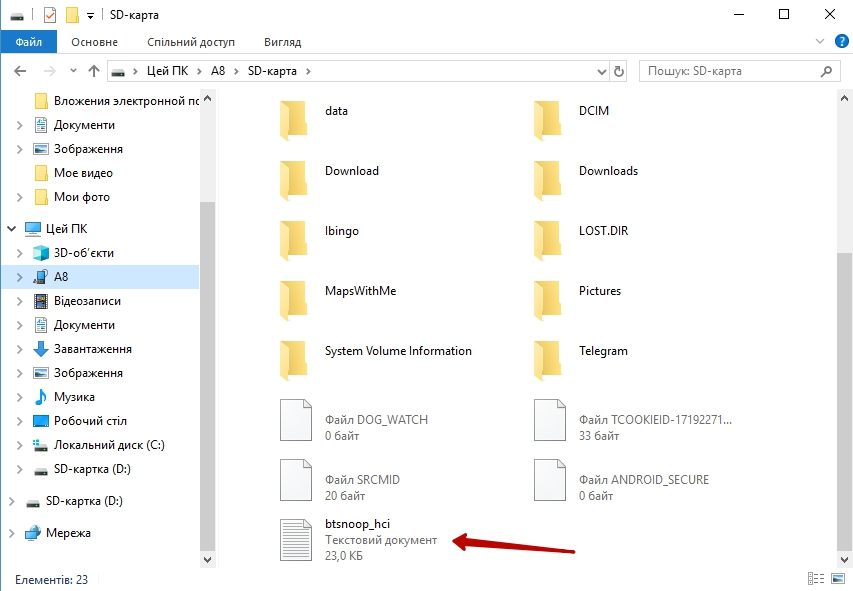 SD-карта
Файл
Основне
Спільний доступ
Вигляд
Цей ПК
A8
SD-карта
Пошук: SD-карта
Вложения электронной по
Документи
Зображення
Мое видео
Мои фото
Цей ПК
3D-об'єкти
A8
Відеозаписи
Документи
Завантаження
Зображення
Музика
Робочий стіл
Локальний диск (C:)
SD-картка (D:)
SD-картка (D:)
Мережа
data
DCIM
Download
Downloads
lbingo
LOST.DIR
MapsWithMe
Pictures
System Volume Information
Telegram
Файл DOG_WATCH
0 байт
Файл TCOOKIEID-17192271...
33 байт
Файл SRCMID
20 байт
Файл ANDROID_SECURE
0 байт
btsnoop_hci
Текстовий документ
23,0 КБ
Елементів: 23